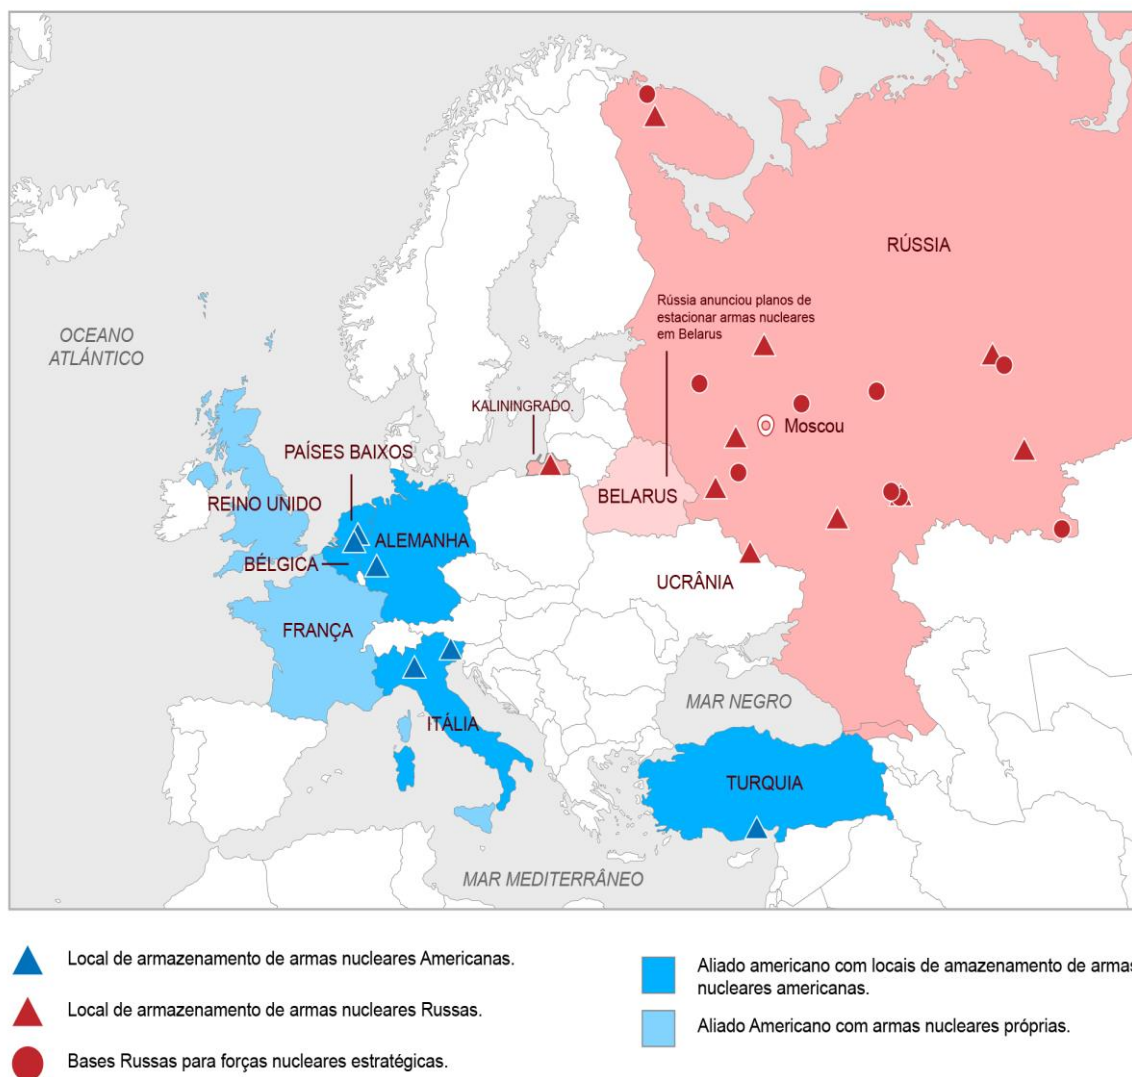 RÚSSIA
Rússia anunciou planos de
estacionar armas nucleares
em Belarus
OCEANO
ATLÁNTICO
KALININGRADO.
Moscou
PAÍSES BAIXOS
REINO UNIDO
BELARUS
ALEMANHA
BÉLGICA
UCRÂNIA
FRANÇA
MAR NEGRO
ITÁLIA
TURQUIA
MAR MEDITERRÂNEO
Local de armazenamento de armas nucleares Americanas.
Local de armazenamento de armas nucleares Russas.
Bases Russas para forças nucleares estratégicas.
Aliado americano com locais de amazenamento de armas
nucleares americanas.
Aliado Americano com armas nucleares próprias.